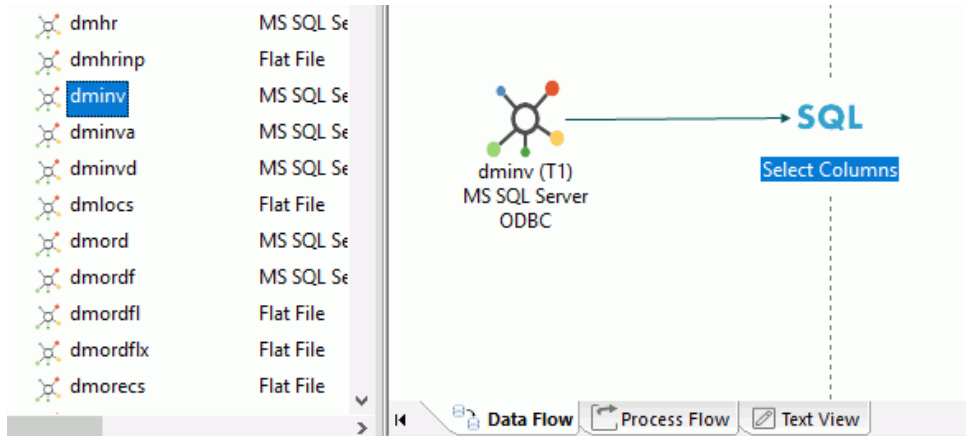 dmhr MS SQL Se
dmhrinp Flat File
dminv MS SQL Se
dminva MS SQL Se
dminvd MS SQL Se
dmlocs Flat File
dmord MS SQL Se
dmordf MS SQL Se
dmordfl Flat File
dmordflx Flat File
dmorecs Flat File
dminv (T1)
MS SQL Server
ODBC
SQL
Select Columns
Data Flow Process Flow Text View